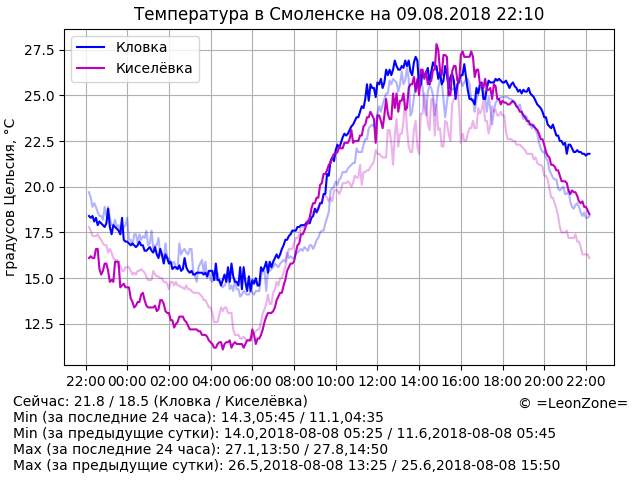 Температура в Смоленске на 09.08.2018 22:10
Кловка
Киселёвка
градусов Цельсия, °C
27.5
25.0
22.5
20.0
17.5
15.0
12.5
22:00 00:00 02:00 04:00 06:00 08:00 10:00 12:00 14:00 16:00 18:00 20:00 22:00
Сейчас: 21.8 / 18.5 (Кловка / Киселёвка)
© =LeonZone=
Min (за последние 24 часа): 14.3,05:45 / 11.1,04:35
Min (за предыдущие сутки): 14.0,2018-08-08 05:25 / 11.6,2018-08-08 05:45
Max (за последние 24 часа): 27.1,13:50 / 27.8,14:50
Max (за предыдущие сутки): 26.5,2018-08-08 13:25 / 25.6,2018-08-08 15:50